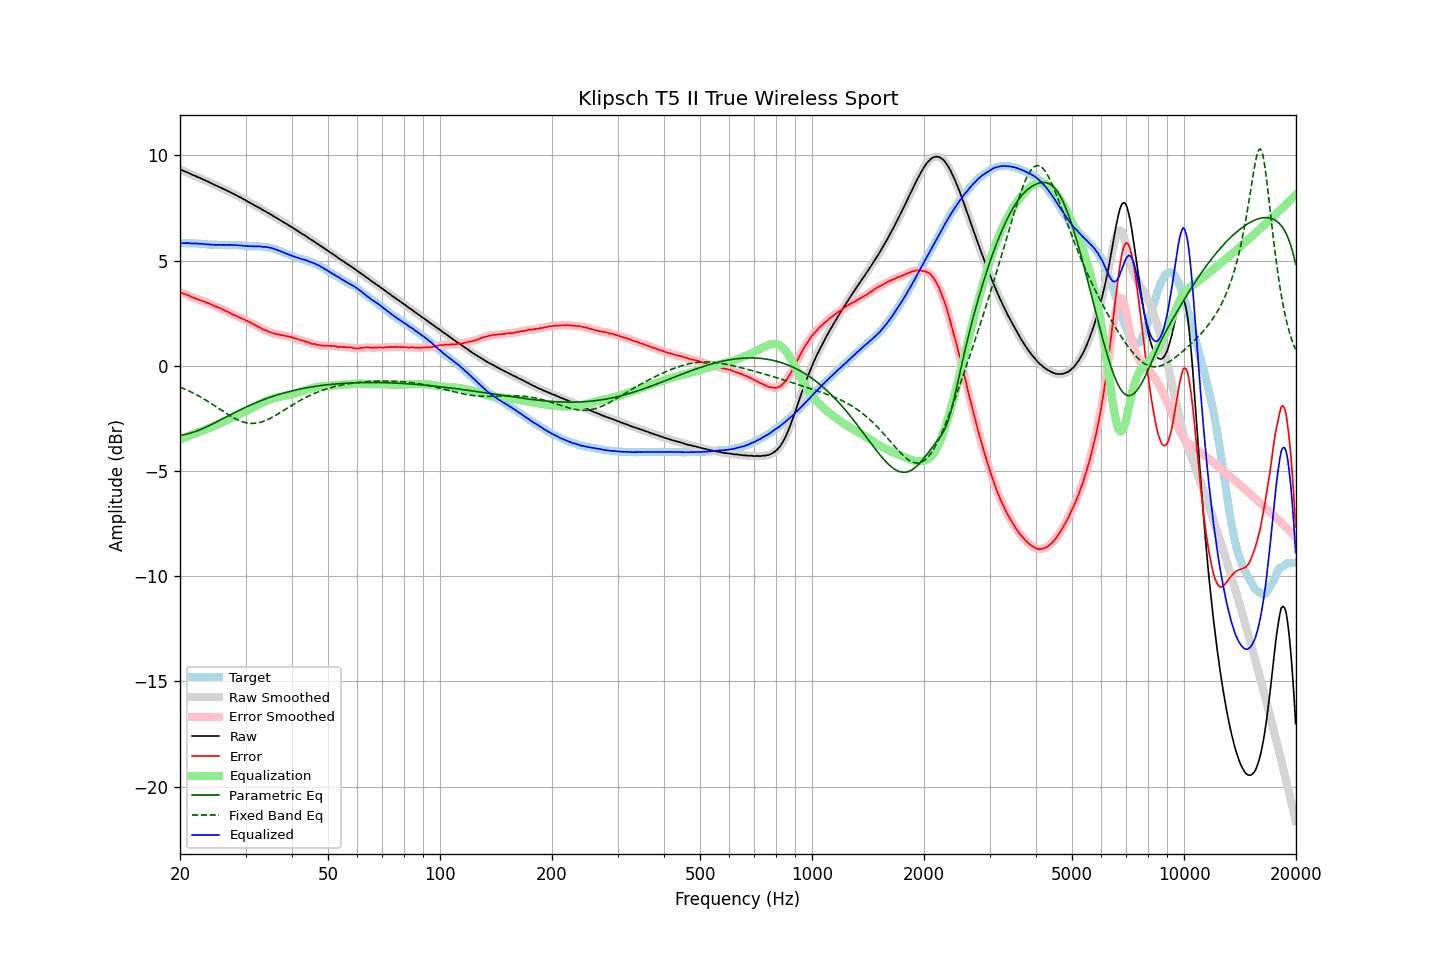 Klipsch T5 II True Wireless Sport
Amplitude (dBr)
10
5
0
−5
−10
−15
−20
Target
Raw Smoothed
Error Smoothed
Raw
Error
Equalization
Parametric Eq
Fixed Band Eq
Equalized
20 50 100 200 500 1000 2000 5000 10000 20000
Frequency (Hz)